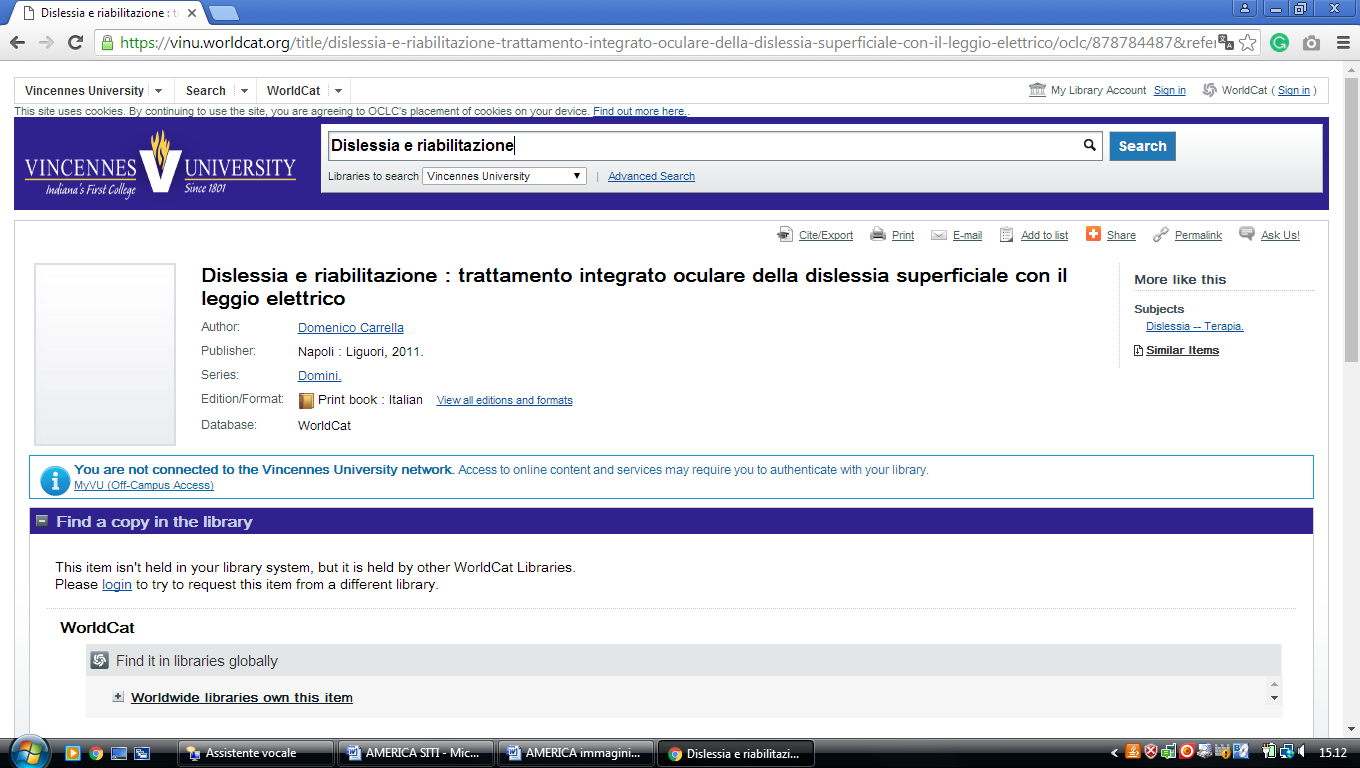 Dislessia e riabilitazione : t
https://vinu.worldcat.org/title/dislessia-e-riabilitazione-trattamento-integrato-oculare-della-dislessia-superficiale-con-il-leggio-elettrico/oclc/878784487&refer
Vincennes University Search WorldCat My Library Account Sign in WorldCat ( Sign in )
This site uses cookies. By continuing to use the site, you are agreeing to OCLC's placement of cookies on your device. Find out more here..
VINCENNES V UNIVERSITY
Indiana's First College Since 1801
Dislessia e riabilitazione Search
Libraries to search Vincennes University | Advanced Search
Cite/Export Print E-mail Add to list Share Permalink Ask Us!
Dislessia e riabilitazione : trattamento integrato oculare della dislessia superficiale con il
leggio elettrico
Author: Domenico Carrella
Publisher: Napoli : Liguori, 2011.
Series: Domini.
Edition/Format: Print book : Italian View all editions and formats
Database: WorldCat
More like this
Subjects
Dislessia -- Terapia.
Similar Items
You are not connected to the Vincennes University network. Access to online content and services may require you to authenticate with your library.
MyVU (Off-Campus Access)
Find a copy in the library
This item isn't held in your library system, but it is held by other WorldCat Libraries.
Please login to try to request this item from a different library.
WorldCat
Find it in libraries globally
Worldwide libraries own this item
Assistente vocale AMERICA SITI - Mic... AMERICA immagini... Dislessia e riabilitazi... 15.12